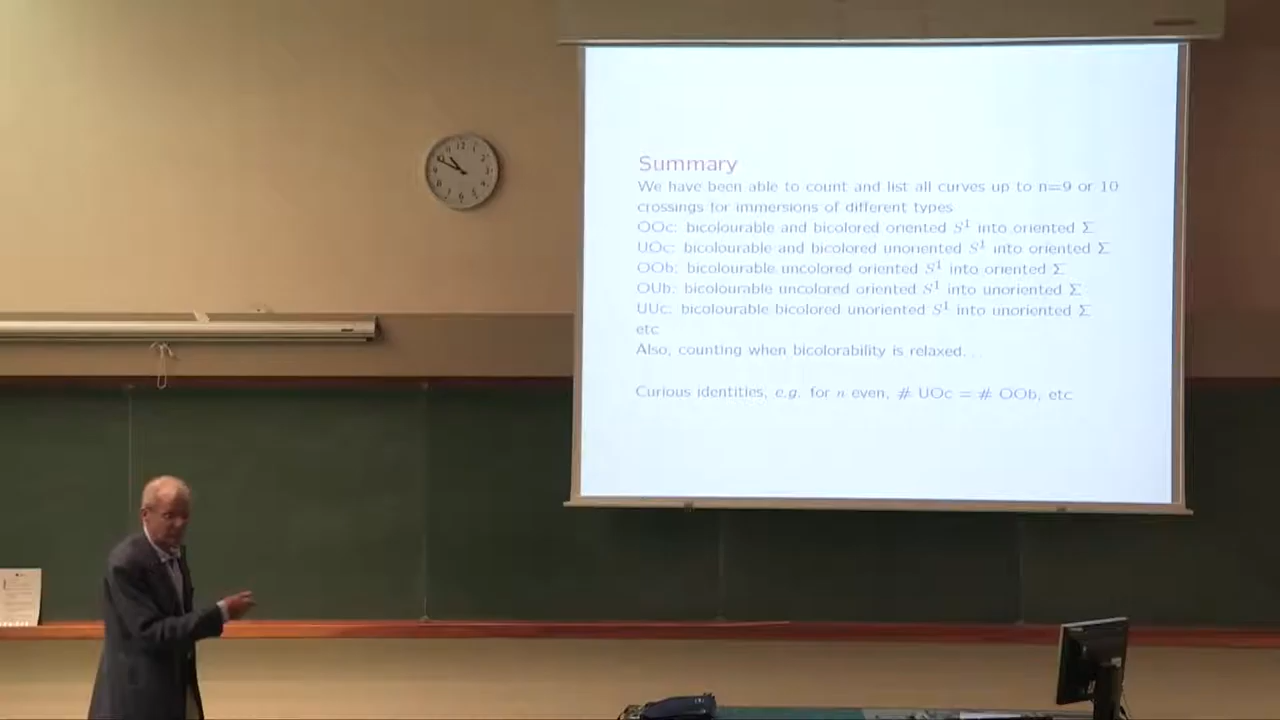 Summary
We have been able to count and list all curves up to n=9 or 10
crossings for immersions of different types
OOc: bicolourable and bicolored oriented S¹ into oriented Σ
UOc: bicolourable and bicolored unoriented S¹ into oriented Σ
OOb: bicolourable uncolored oriented S¹ into oriented Σ
OUb: bicolourable uncolored oriented S¹ into unoriented Σ
UUc: bicolourable bicolored unoriented S¹ into unoriented Σ
etc
Also, counting when bicolorability is relaxed...
Curious identities, e.g. for n even, # UOc = # OOb, etc